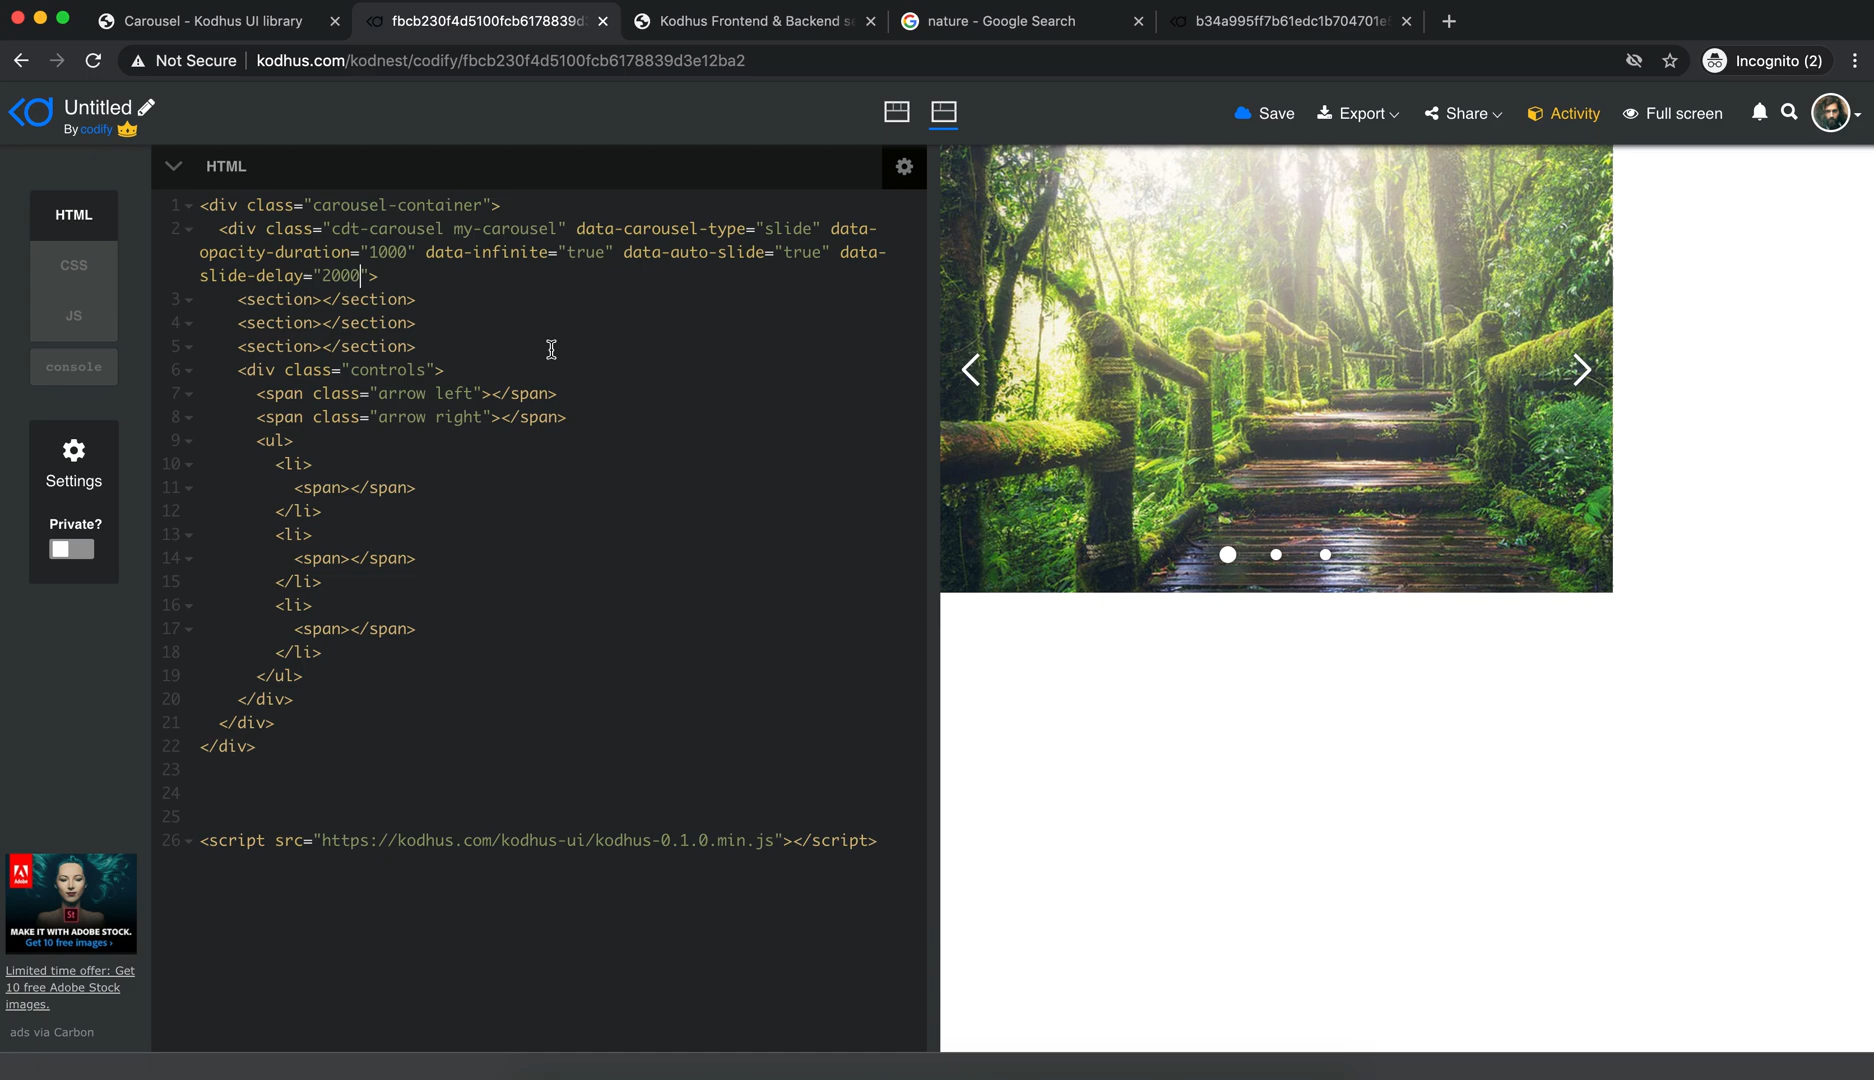 Carousel - Kodhus UI library
fbcb230f4d5100fcb6178839d
Kodhus Frontend & Backend se
nature - Google Search
b34a995ff7b61edc1b704701e
Not Secure
kodhus.com/kodnest/codify/fbcb230f4d5100fcb6178839d3e12ba2
Incognito (2)
Untitled
By codify
Save
Export
Share
Activity
Full screen
HTML
CSS
JS
console
Settings
Private?
HTML
1 <div class="carousel-container">
2 <div class="cdt-carousel my-carousel" data-carousel-type="slide" data-
opacity-duration="1000" data-infinite="true" data-auto-slide="true" data-
slide-delay="2000">
3 <section></section>
4 <section></section>
5 <section></section>
6 <div class="controls">
7 <span class="arrow left"></span>
8 <span class="arrow right"></span>
9 <ul>
10 <li>
11 <span></span>
12 </li>
13 <li>
14 <span></span>
15 </li>
16 <li>
17 <span></span>
18 </li>
19 </ul>
20 </div>
21 </div>
22 </div>
23
24
25
26 <script src="https://kodhus.com/kodhus-ui/kodhus-0.1.0.min.js"></script>
St
MAKE IT WITH ADOBE STOCK.
Get 10 free images ›
Limited time offer: Get
10 free Adobe Stock
images.
ads via Carbon